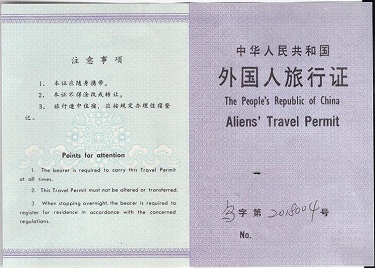 注意事项
1. 本证应随身携带。
2. 本证不得涂改或转让。
3. 旅行途中住宿，应按规定办理住宿登
记。
Points for attention
1. The bearer is required to carry this Travel Permit
at all times.
2. This Travel Permit must not be altered or transferred.
3. When stopping overnight, the bearer is required to
register for residence in accordance with the concerned
regulations.
中华人民共和国
外国人旅行证
The People's Republic of China
Aliens' Travel Permit
字第 2018004 号
No.